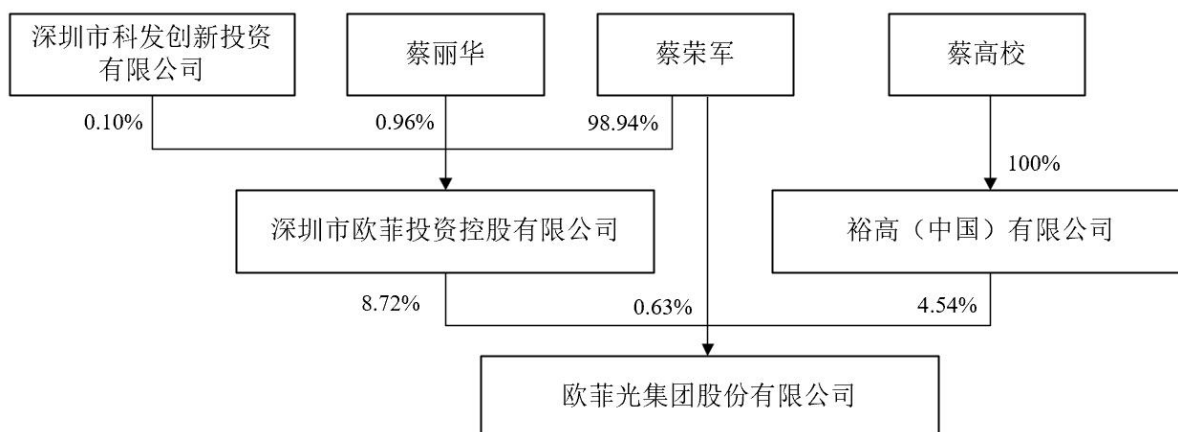 深圳市科发创新投资
有限公司
蔡丽华
蔡荣军
蔡高校
0.10%
0.96%
98.94%
100%
深圳市欧菲投资控股有限公司
裕高（中国）有限公司
8.72%
0.63%
4.54%
欧菲光集团股份有限公司